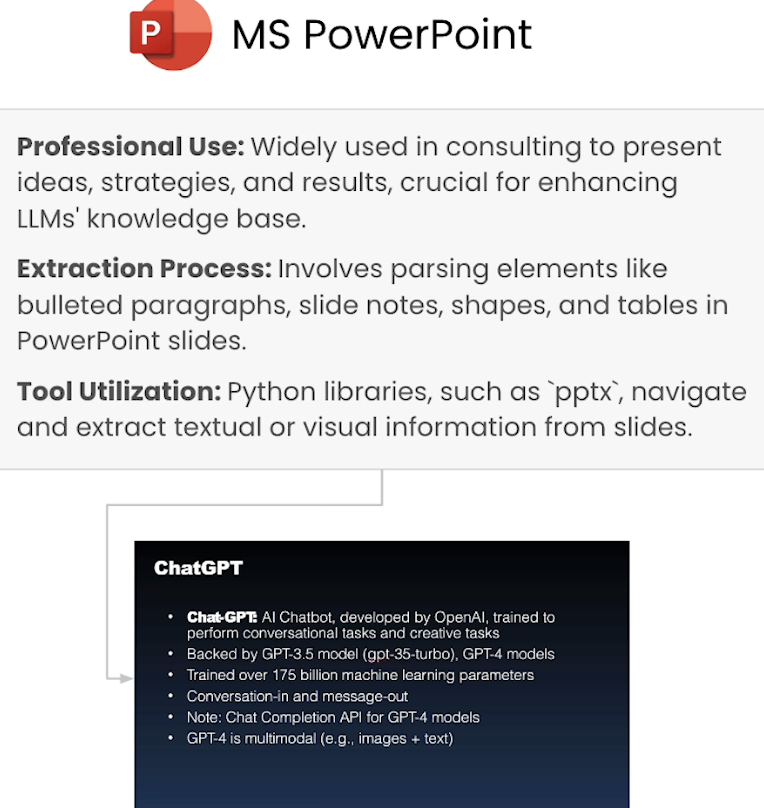 P MS PowerPoint
Professional Use: Widely used in consulting to present
ideas, strategies, and results, crucial for enhancing
LLMs' knowledge base.
Extraction Process: Involves parsing elements like
bulleted paragraphs, slide notes, shapes, and tables in
PowerPoint slides.
Tool Utilization: Python libraries, such as `pptx`, navigate
and extract textual or visual information from slides.
ChatGPT
• Chat-GPT: AI Chatbot, developed by OpenAI, trained to
perform conversational tasks and creative tasks
• Backed by GPT-3.5 model (gpt-35-turbo), GPT-4 models
• Trained over 175 billion machine learning parameters
• Conversation-in and message-out
• Note: Chat Completion API for GPT-4 models
• GPT-4 is multimodal (e.g., images + text)